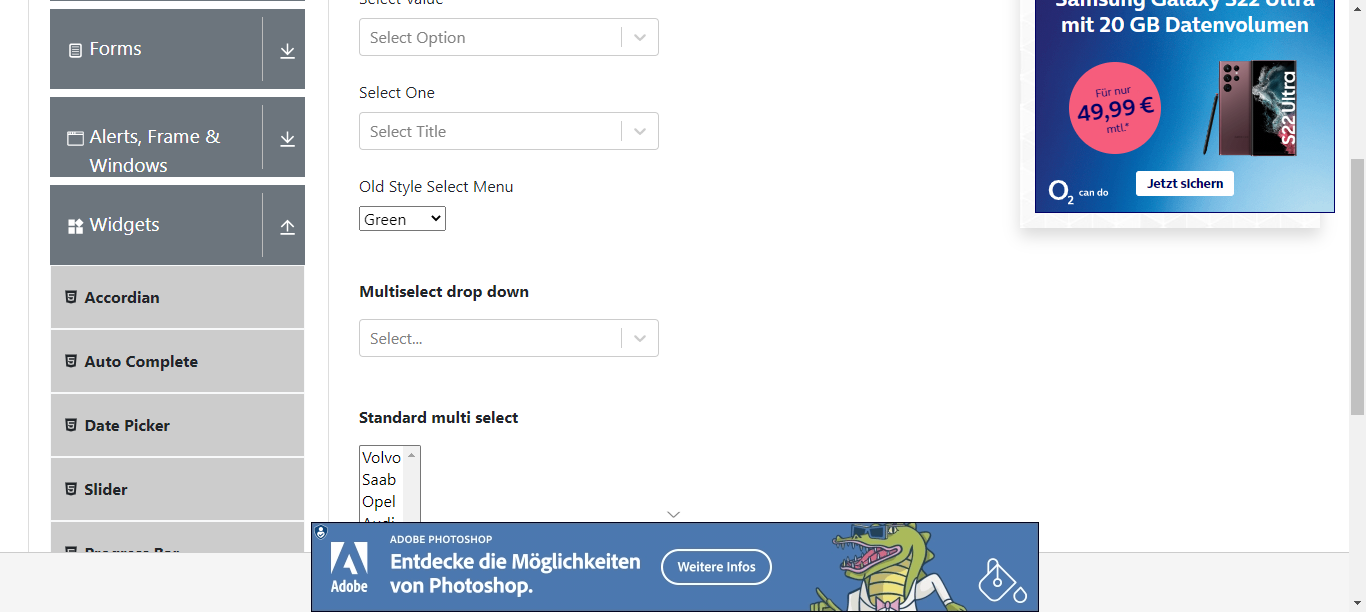 Forms
Alerts, Frame &
Windows
Widgets
Accordian
Auto Complete
Date Picker
Slider
Progress Bar
Select Value
Select Option
Select One
Select Title
Old Style Select Menu
Green
Multiselect drop down
Select...
Standard multi select
Volvo
Saab
Opel
Audi
Samsung Galaxy S22 Ultra
mit 20 GB Datenvolumen
Für nur
49,99 €
mtl.*
S22 Ultra
O2 can do
Jetzt sichern
Adobe
ADOBE PHOTOSHOP
Entdecke die Möglichkeiten
von Photoshop.
Weitere Infos